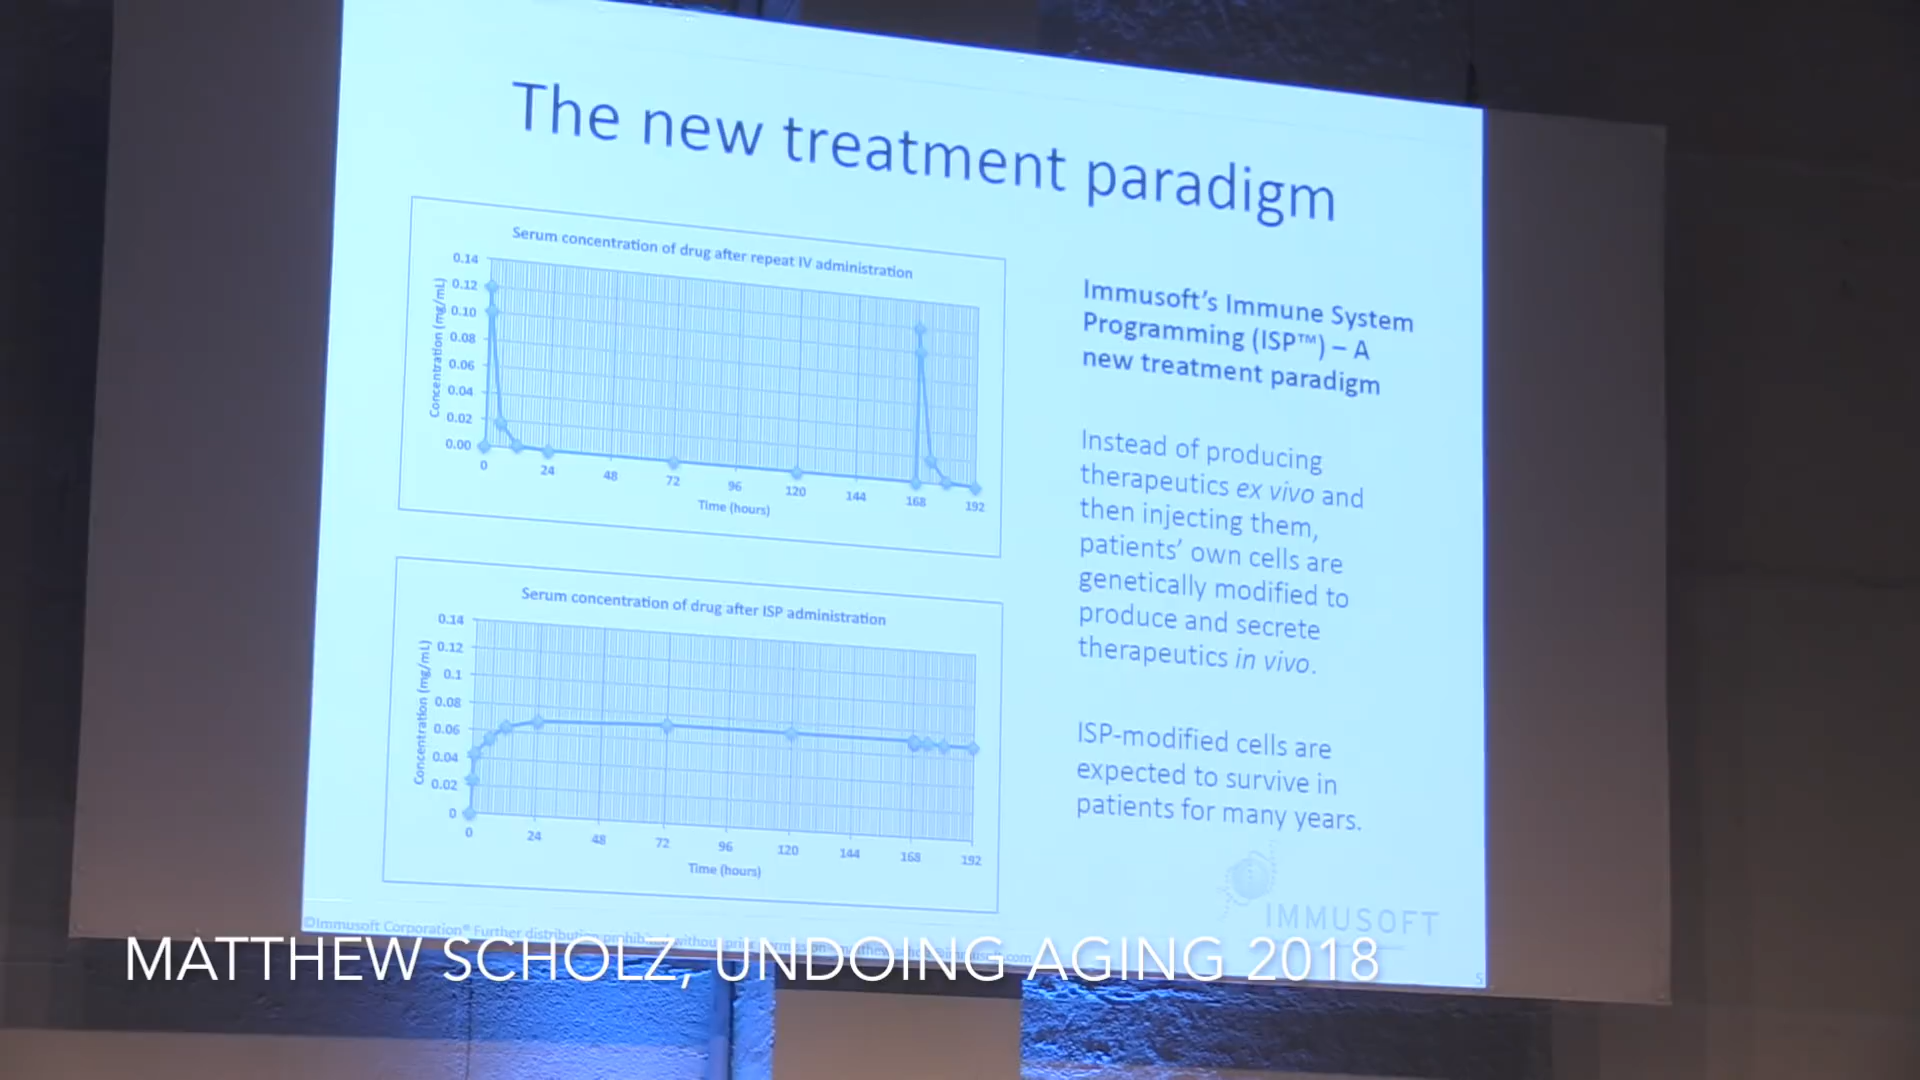 The new treatment paradigm
Serum concentration of drug after repeat IV administration
Concentration (mg/mL)
0.14
0.12
0.10
0.08
0.06
0.04
0.02
0.00
0 24 48 72 96 120 144 168 192
Time (hours)
Serum concentration of drug after ISP administration
Concentration (mg/mL)
0.14
0.12
0.1
0.08
0.06
0.04
0.02
0
0 24 48 72 96 120 144 168 192
Time (hours)
Immusoft's Immune System
Programming (ISP™) – A
new treatment paradigm
Instead of producing
therapeutics ex vivo and
then injecting them,
patients' own cells are
genetically modified to
produce and secrete
therapeutics in vivo.
ISP-modified cells are
expected to survive in
patients for many years.
IMMUSOFT
©Immusoft Corporation® Further distribution prohibited without prior permission
5
MATTHEW SCHOLZ, UNDOING AGING 2018